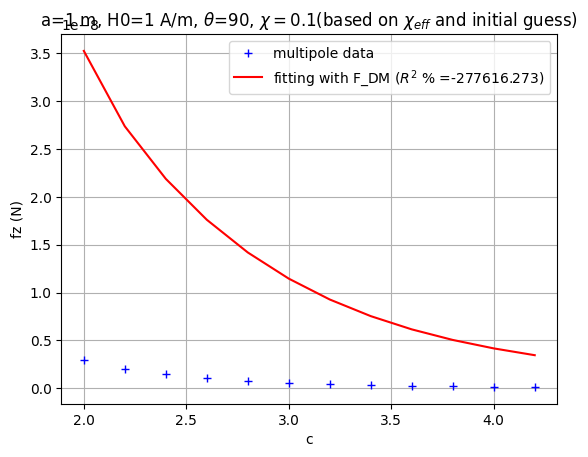 a=1 m, H0=1 A/m, θ=90, χ = 0.1(based on χ_eff and initial guess)
1e−8
multipole data
fitting with F_DM (R² % =-277616.273)
fz (N)
3.5
3.0
2.5
2.0
1.5
1.0
0.5
0.0
2.0 2.5 3.0 3.5 4.0
c